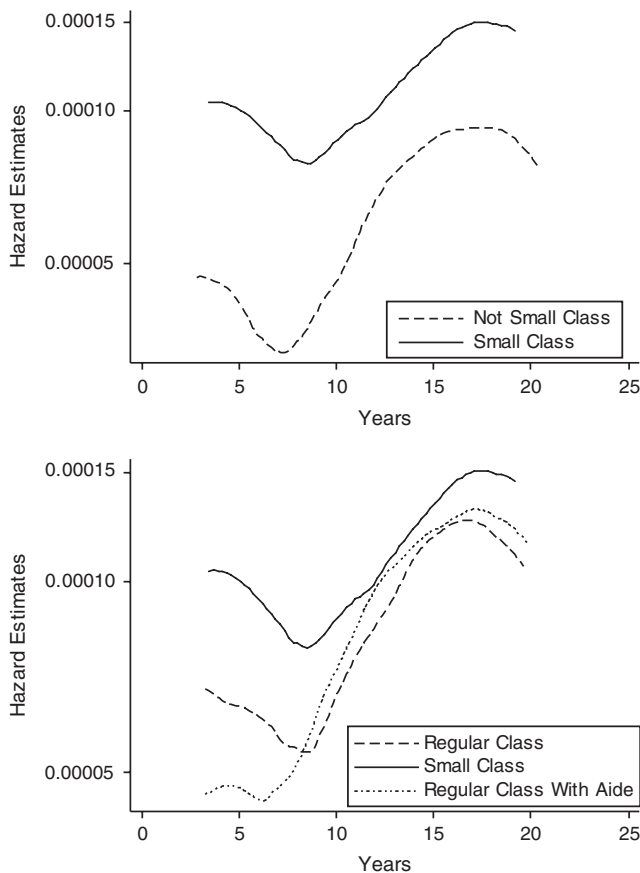 0.00015
0.00010
0.00005
Hazard Estimates
Not Small Class
Small Class
0 5 10 15 20 25
Years
0.00015
0.00010
0.00005
Hazard Estimates
Regular Class
Small Class
Regular Class With Aide
0 5 10 15 20 25
Years